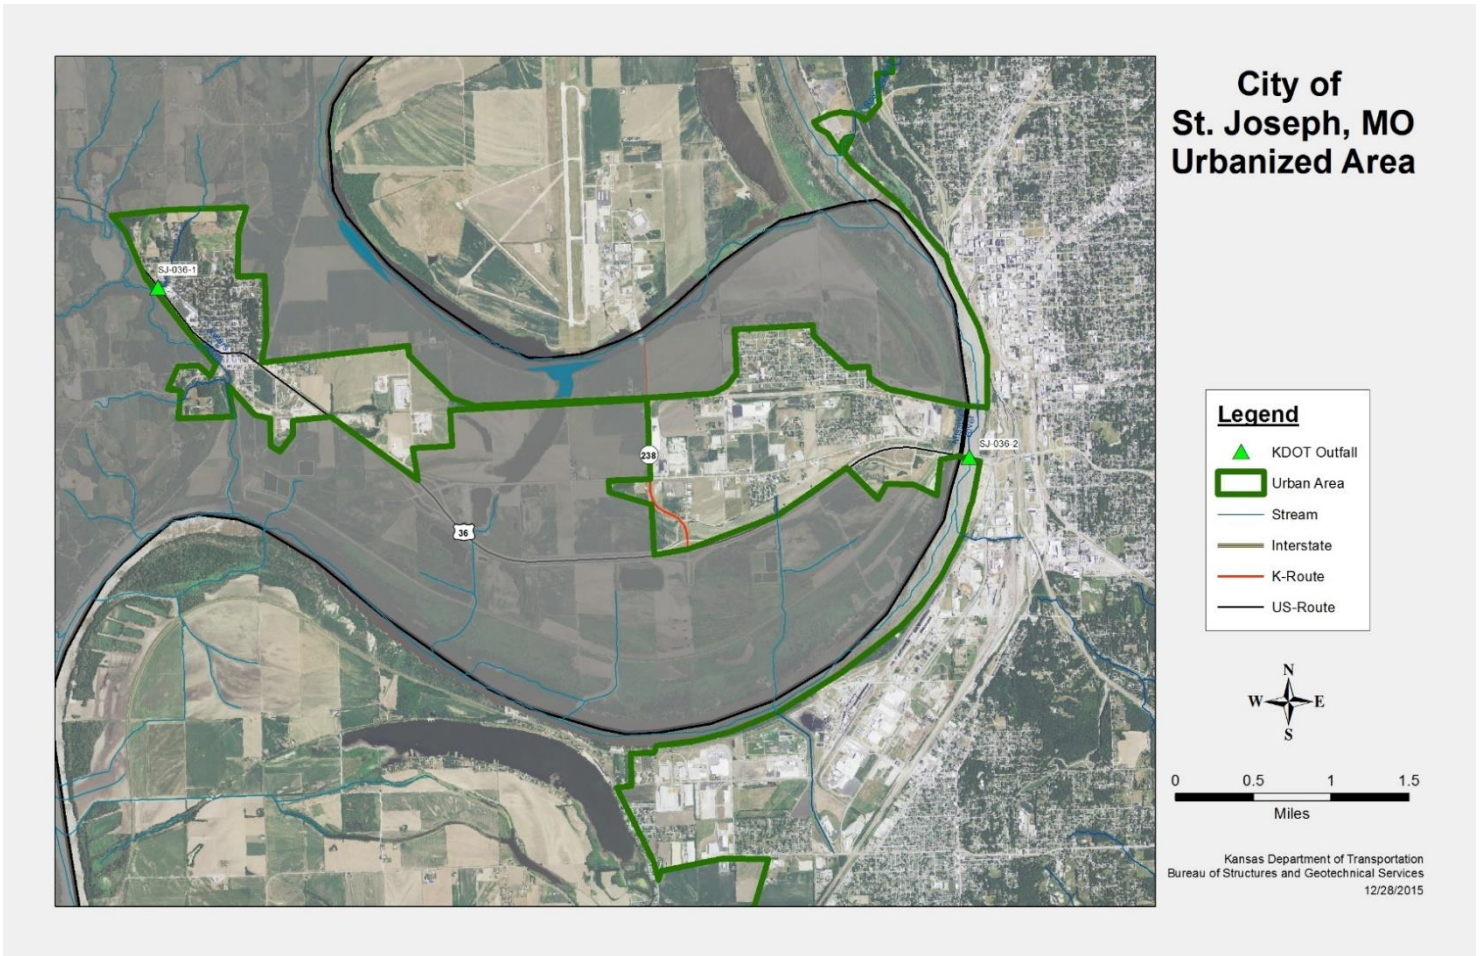 City of
St. Joseph, MO
Urbanized Area
SJ-036-1
SJ-036-2
238
36
Legend
KDOT Outfall
Urban Area
Stream
Interstate
K-Route
US-Route
N
W E
S
0 0.5 1 1.5
Miles
Kansas Department of Transportation
Bureau of Structures and Geotechnical Services
12/28/2015